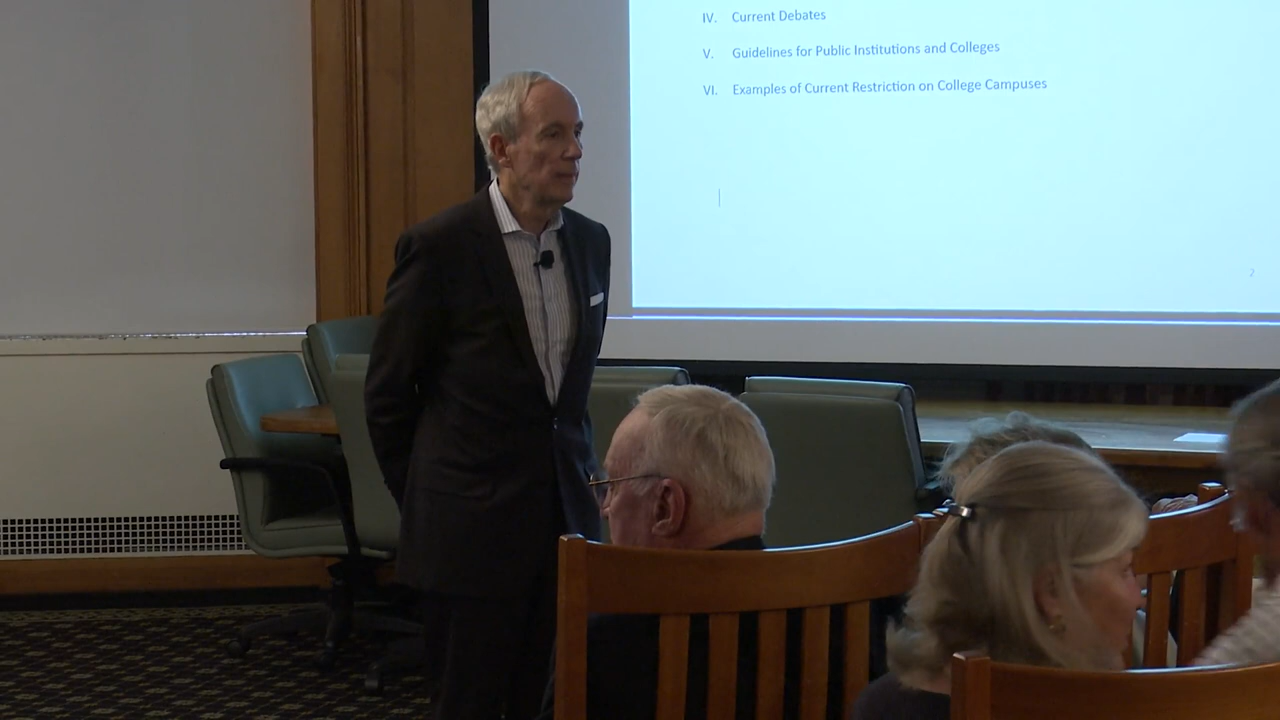 IV. Current Debates
V. Guidelines for Public Institutions and Colleges
VI. Examples of Current Restriction on College Campuses
2